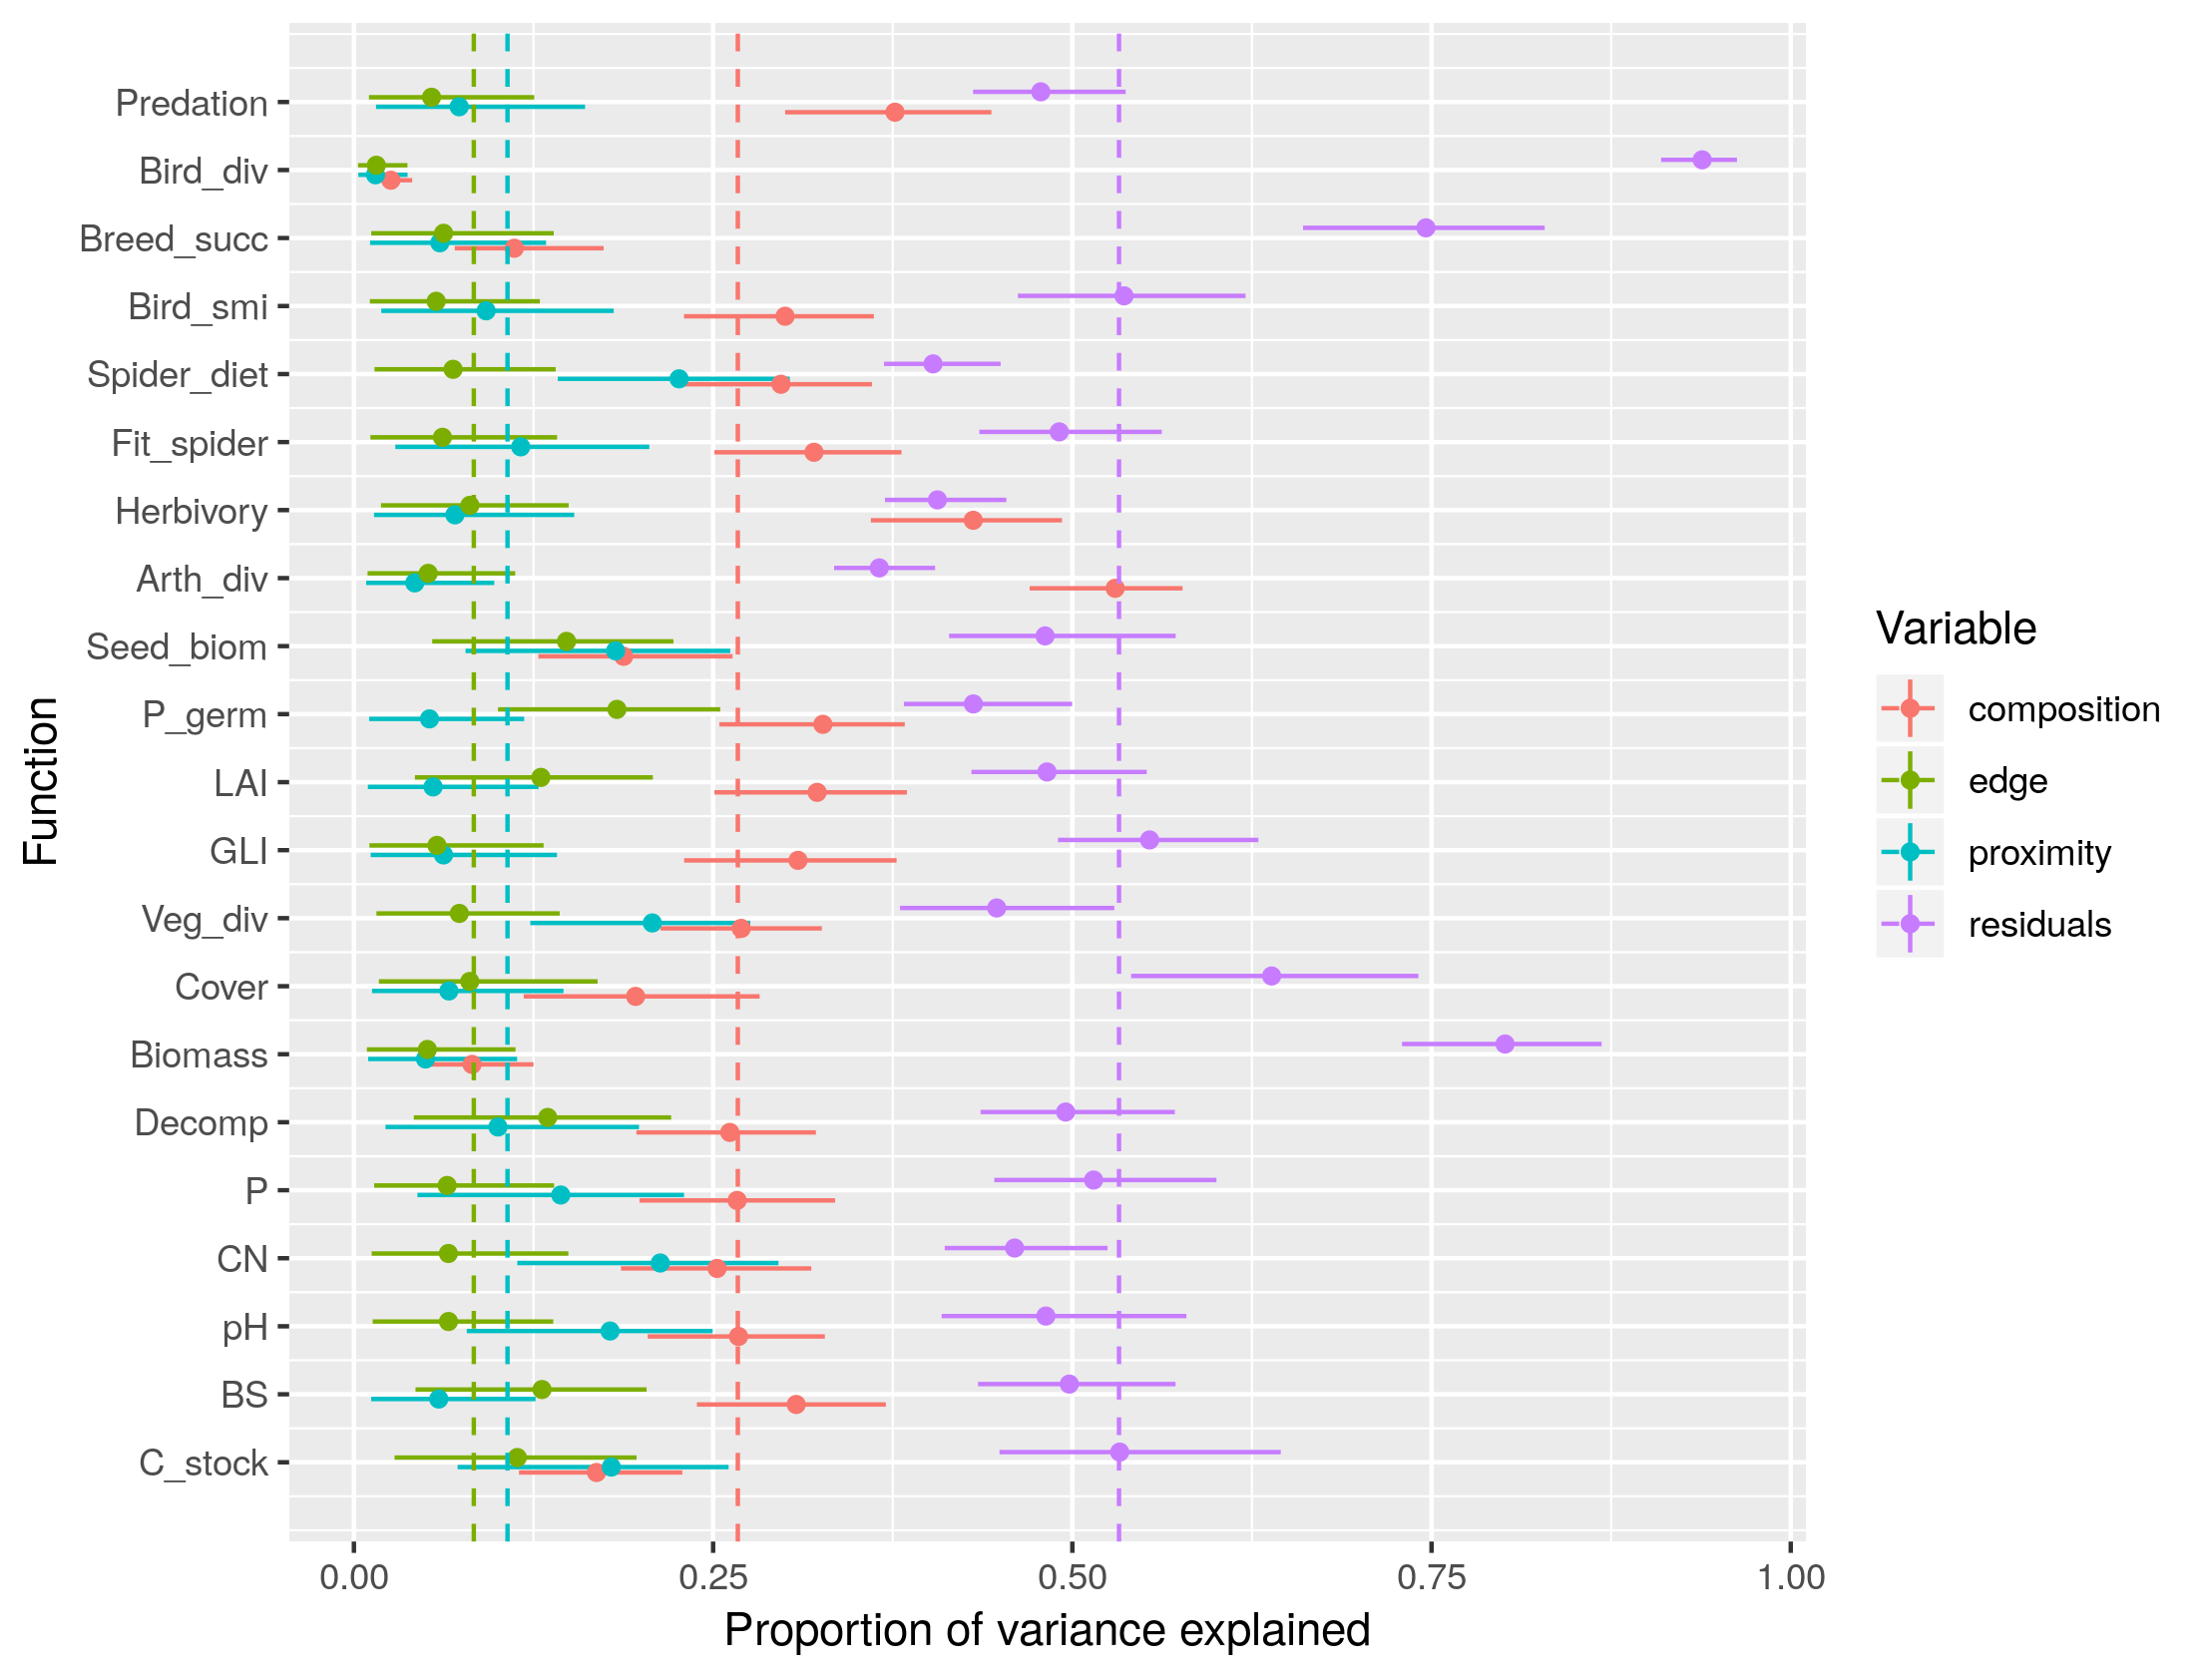 Function
Predation
Bird_div
Breed_succ
Bird_smi
Spider_diet
Fit_spider
Herbivory
Arth_div
Seed_biom
P_germ
LAI
GLI
Veg_div
Cover
Biomass
Decomp
P
CN
pH
BS
C_stock
0.00 0.25 0.50 0.75 1.00
Proportion of variance explained
Variable
composition
edge
proximity
residuals